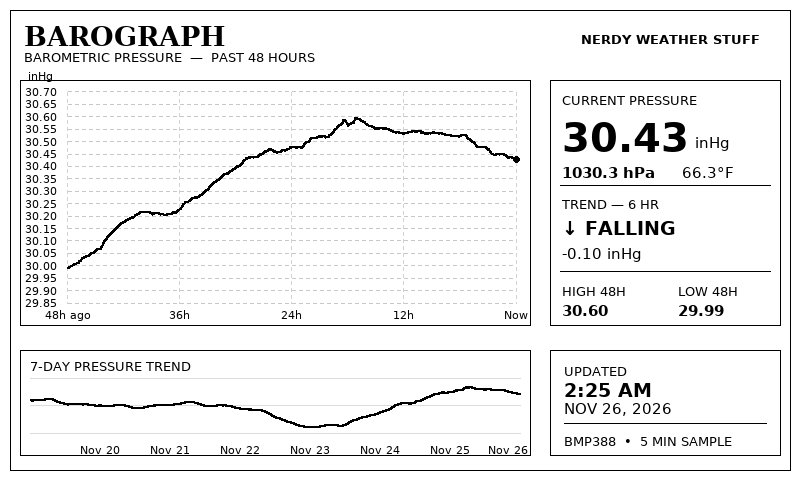 BAROGRAPH
NERDY WEATHER STUFF
BAROMETRIC PRESSURE — PAST 48 HOURS
inHg
30.70
30.65
30.60
30.55
30.50
30.45
30.40
30.35
30.30
30.25
30.20
30.15
30.10
30.05
30.00
29.95
29.90
29.85
48h ago 36h 24h 12h Now
CURRENT PRESSURE
30.43 inHg
1030.3 hPa 66.3°F
TREND — 6 HR
↓ FALLING
-0.10 inHg
HIGH 48H LOW 48H
30.60 29.99
7-DAY PRESSURE TREND
Nov 20 Nov 21 Nov 22 Nov 23 Nov 24 Nov 25 Nov 26
UPDATED
2:25 AM
NOV 26, 2026
BMP388 • 5 MIN SAMPLE